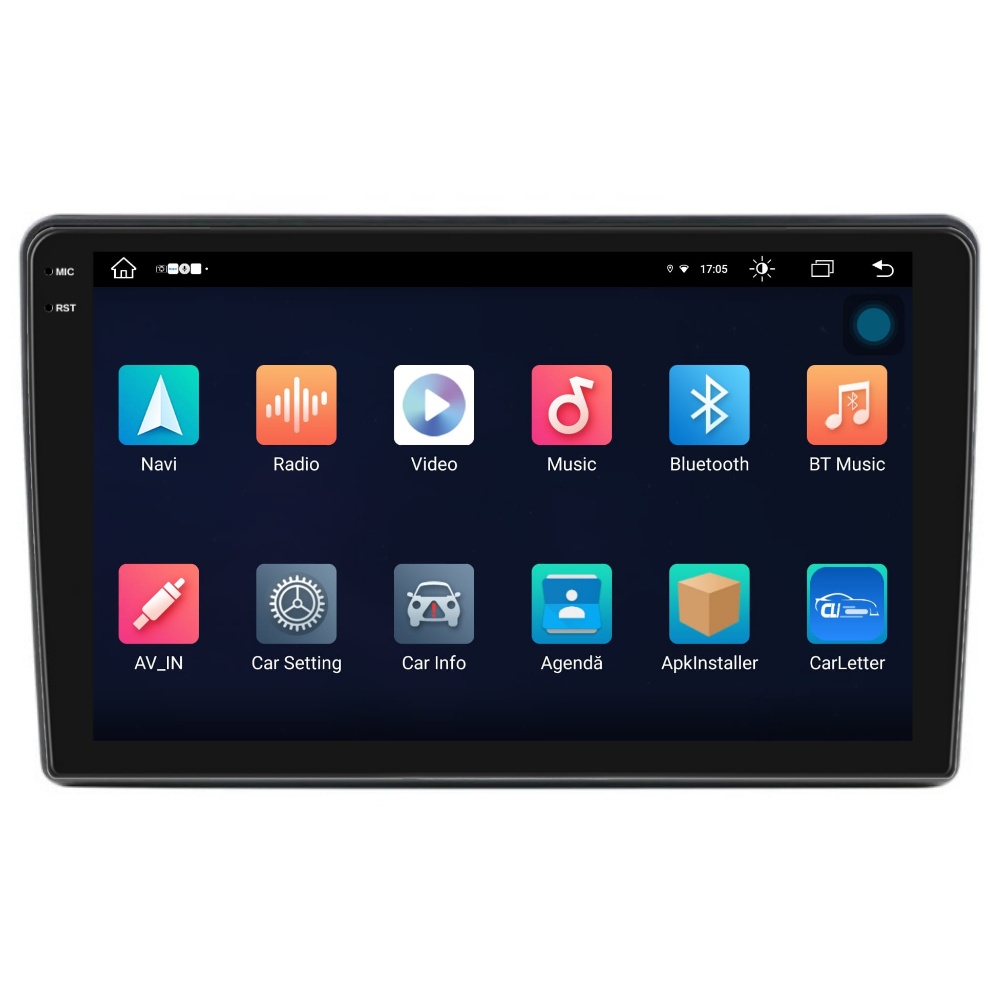 MIC
17:05
RST
Navi
Radio
Video
Music
Bluetooth
BT Music
AV_IN
Car Setting
Car Info
Agendă
ApkInstaller
CarLetter